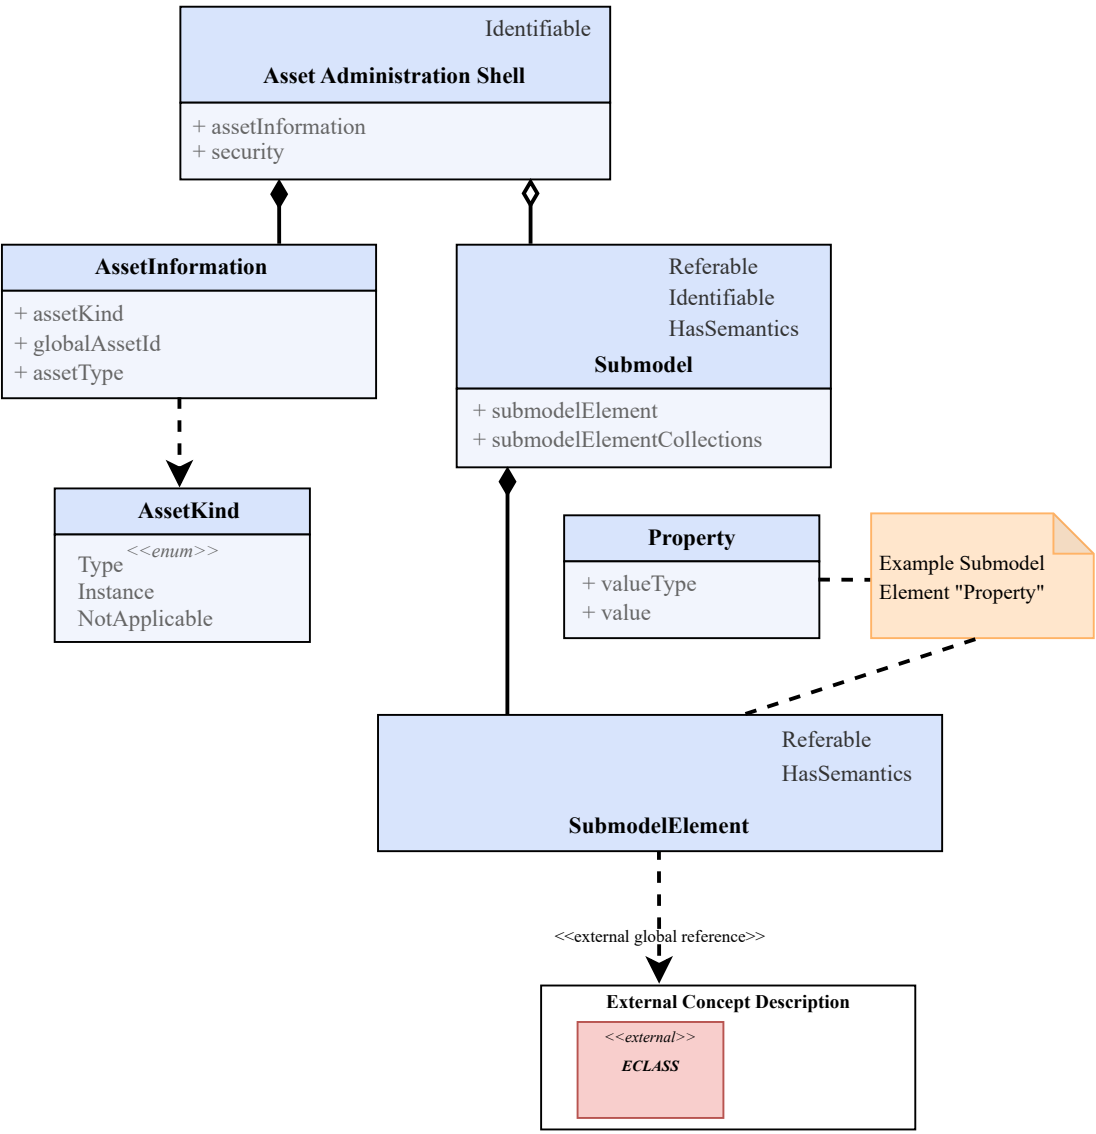 Identifiable
Asset Administration Shell
+ assetInformation
+ security
AssetInformation
+ assetKind
+ globalAssetId
+ assetType
Referable
Identifiable
HasSemantics
Submodel
+ submodelElement
+ submodelElementCollections
AssetKind
<<enum>>
Type
Instance
NotApplicable
Property
+ valueType
+ value
Example Submodel
Element "Property"
Referable
HasSemantics
SubmodelElement
<<external global reference>>
External Concept Description
<<external>>
ECLASS